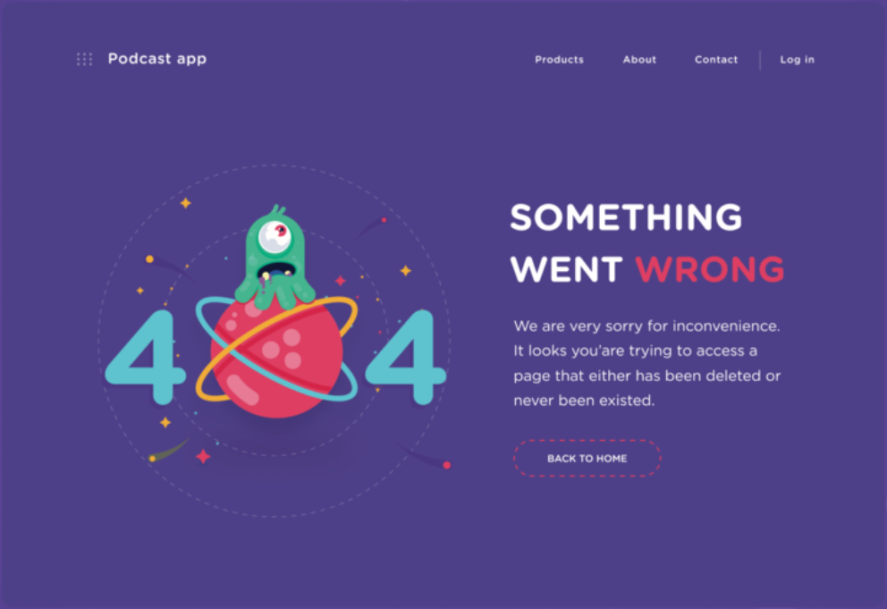 Podcast app
Products About Contact Log in
SOMETHING
WENT WRONG
4 4
We are very sorry for inconvenience.
It looks you'are trying to access a
page that either has been deleted or
never been existed.
BACK TO HOME